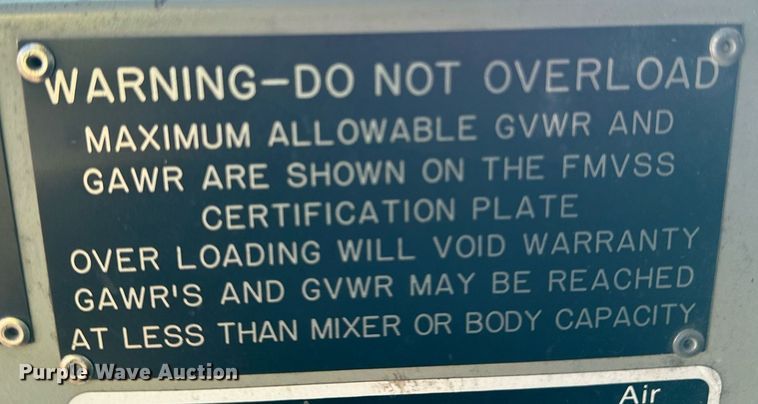 WARNING-DO NOT OVERLOAD
MAXIMUM ALLOWABLE GVWR AND
GAWR ARE SHOWN ON THE FMVSS
CERTIFICATION PLATE
OVER LOADING WILL VOID WARRANTY
GAWR'S AND GVWR MAY BE REACHED
AT LESS THAN MIXER OR BODY CAPACITY
Purple Wave Auction
Air